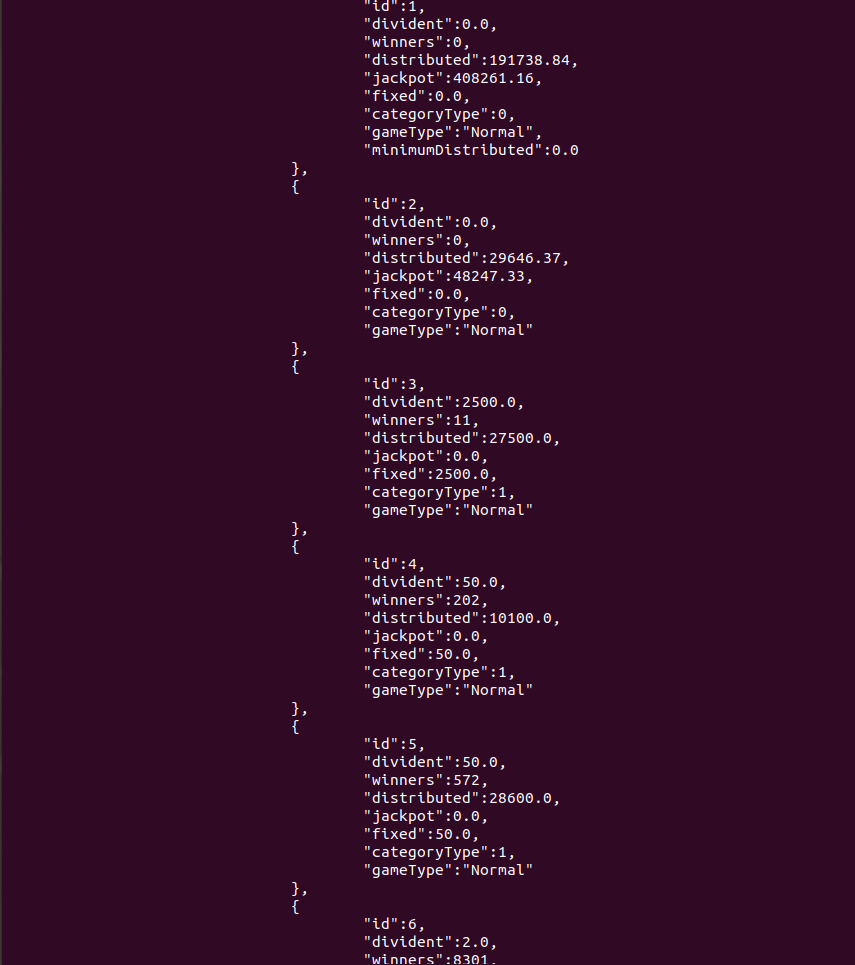 "id":1,
"divident":0.0,
"winners":0,
"distributed":191738.84,
"jackpot":408261.16,
"fixed":0.0,
"categoryType":0,
"gameType":"Normal",
"minimumDistributed":0.0
},
{
"id":2,
"divident":0.0,
"winners":0,
"distributed":29646.37,
"jackpot":48247.33,
"fixed":0.0,
"categoryType":0,
"gameType":"Normal"
},
{
"id":3,
"divident":2500.0,
"winners":11,
"distributed":27500.0,
"jackpot":0.0,
"fixed":2500.0,
"categoryType":1,
"gameType":"Normal"
},
{
"id":4,
"divident":50.0,
"winners":202,
"distributed":10100.0,
"jackpot":0.0,
"fixed":50.0,
"categoryType":1,
"gameType":"Normal"
},
{
"id":5,
"divident":50.0,
"winners":572,
"distributed":28600.0,
"jackpot":0.0,
"fixed":50.0,
"categoryType":1,
"gameType":"Normal"
},
{
"id":6,
"divident":2.0,
"winners":8301,